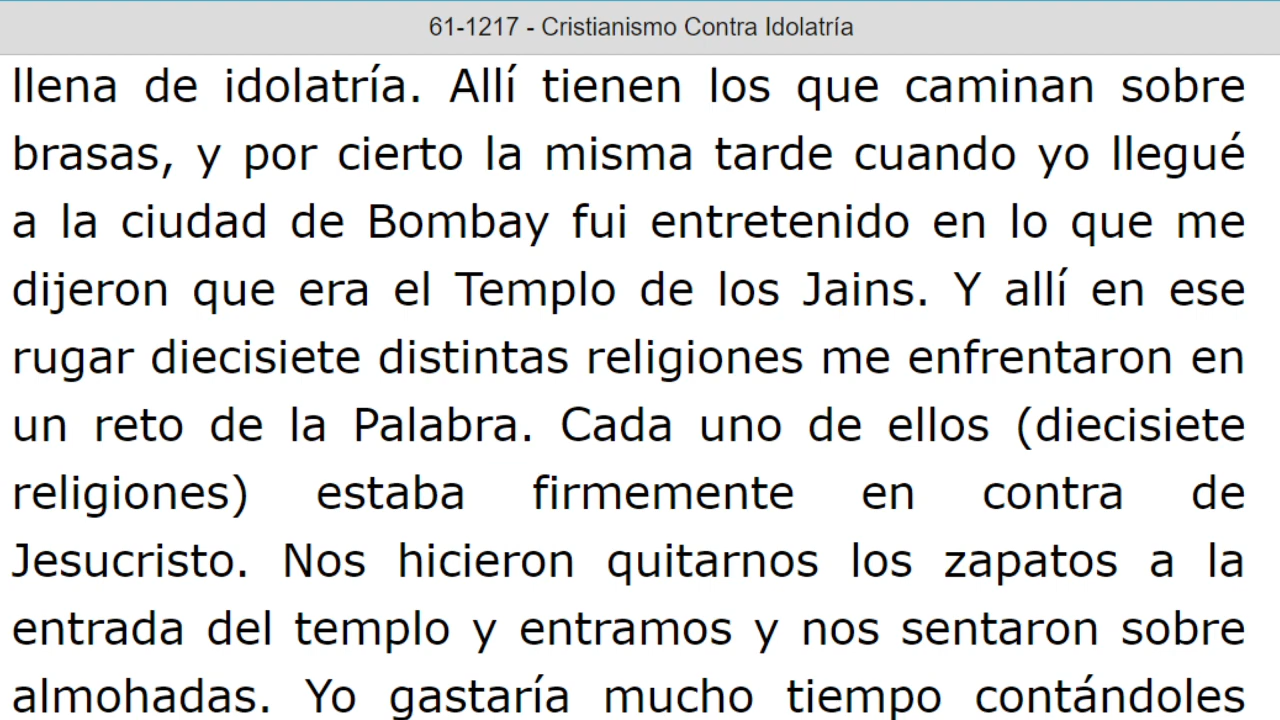 61-1217 - Cristianismo Contra Idolatría
llena de idolatría. Allí tienen los que caminan sobre
brasas, y por cierto la misma tarde cuando yo llegué
a la ciudad de Bombay fui entretenido en lo que me
dijeron que era el Templo de los Jains. Y allí en ese
rugar diecisiete distintas religiones me enfrentaron en
un reto de la Palabra. Cada uno de ellos (diecisiete
religiones) estaba firmemente en contra de
Jesucristo. Nos hicieron quitarnos los zapatos a la
entrada del templo y entramos y nos sentaron sobre
almohadas. Yo gastaría mucho tiempo contándoles